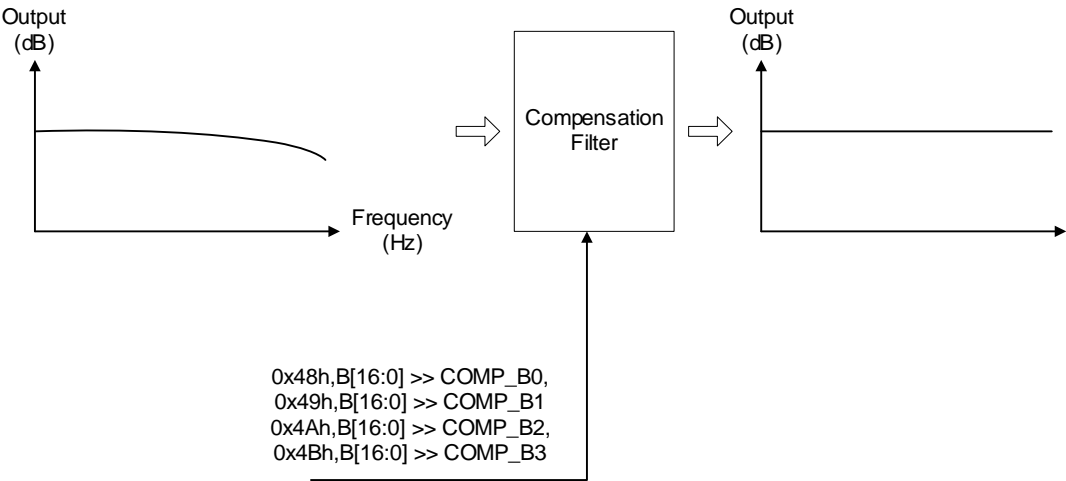 Output
(dB)
Frequency
(Hz)
Compensation
Filter
Output
(dB)
0x48h,B[16:0] >> COMP_B0,
0x49h,B[16:0] >> COMP_B1
0x4Ah,B[16:0] >> COMP_B2,
0x4Bh,B[16:0] >> COMP_B3